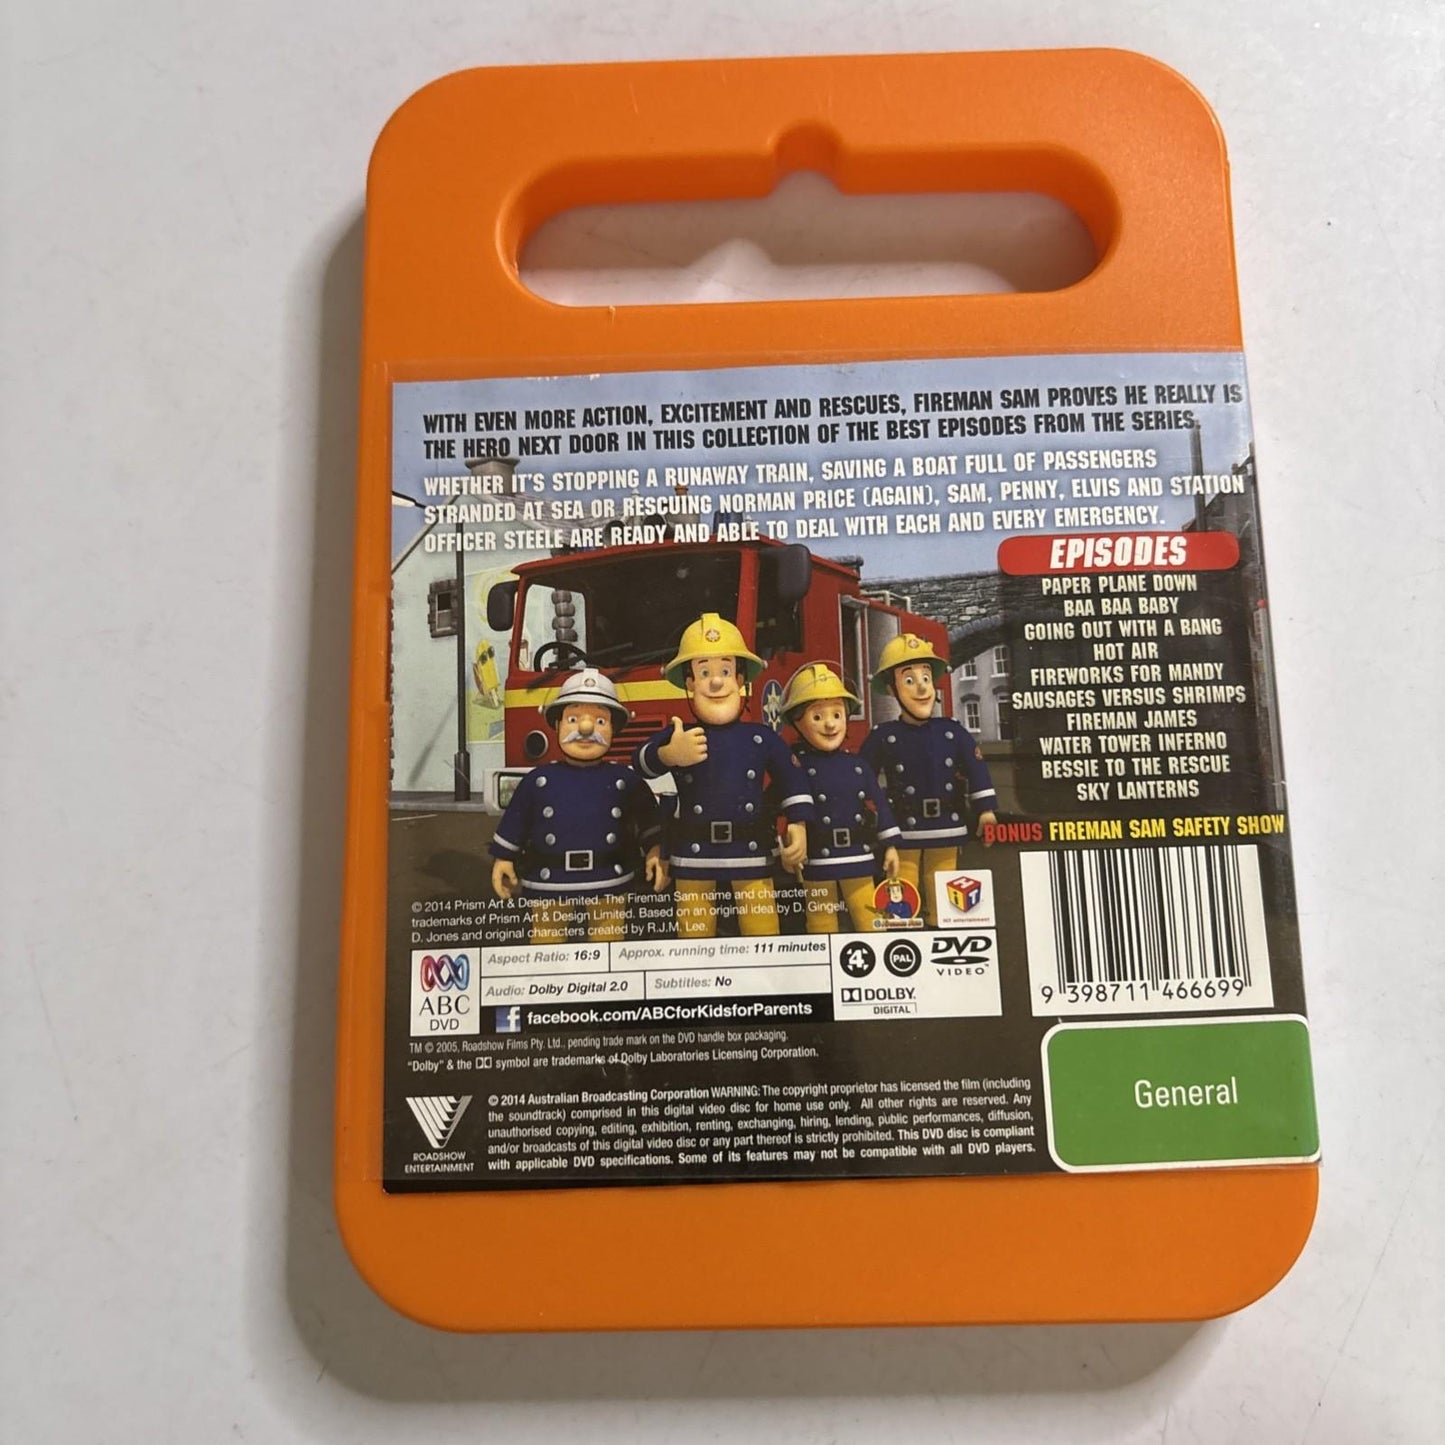 WITH EVEN MORE ACTION, EXCITEMENT AND RESCUES, FIREMAN SAM PROVES HE REALLY IS
THE HERO NEXT DOOR IN THIS COLLECTION OF THE BEST EPISODES FROM THE SERIES.
WHETHER IT'S STOPPING A RUNAWAY TRAIN, SAVING A BOAT FULL OF PASSENGERS
STRANDED AT SEA OR RESCUING NORMAN PRICE (AGAIN), SAM, PENNY, ELVIS AND STATION
OFFICER STEELE ARE READY AND ABLE TO DEAL WITH EACH AND EVERY EMERGENCY.
EPISODES
PAPER PLANE DOWN
BAA BAA BABY
GOING OUT WITH A BANG
HOT AIR
FIREWORKS FOR MANDY
SAUSAGES VERSUS SHRIMPS
FIREMAN JAMES
WATER TOWER INFERNO
BESSIE TO THE RESCUE
SKY LANTERNS
BONUS FIREMAN SAM SAFETY SHOW
© 2014 Prism Art & Design Limited. The Fireman Sam name and character are
trademarks of Prism Art & Design Limited. Based on an original idea by D. Gingell,
D. Jones and original characters created by R.J.M. Lee.
HiT
HiT entertainment
ABC
DVD
Aspect Ratio: 16:9
Approx. running time: 111 minutes
Audio: Dolby Digital 2.0
Subtitles: No
facebook.com/ABCforKidsforParents
4
PAL
DVD
VIDEO
DOLBY
DIGITAL
9 398711 466699
TM © 2005, Roadshow Films Pty. Ltd., pending trade mark on the DVD handle box packaging.
"Dolby" & the symbol are trademarks of Dolby Laboratories Licensing Corporation.
ROADSHOW
ENTERTAINMENT
© 2014 Australian Broadcasting Corporation WARNING: The copyright proprietor has licensed the film (including
the soundtrack) comprised in this digital video disc for home use only. All other rights are reserved. Any
unauthorised copying, editing, exhibition, renting, exchanging, hiring, lending, public performances, diffusion,
and/or broadcasts of this digital video disc or any part thereof is strictly prohibited. This DVD disc is compliant
with applicable DVD specifications. Some of its features may not be compatible with all DVD players.
General